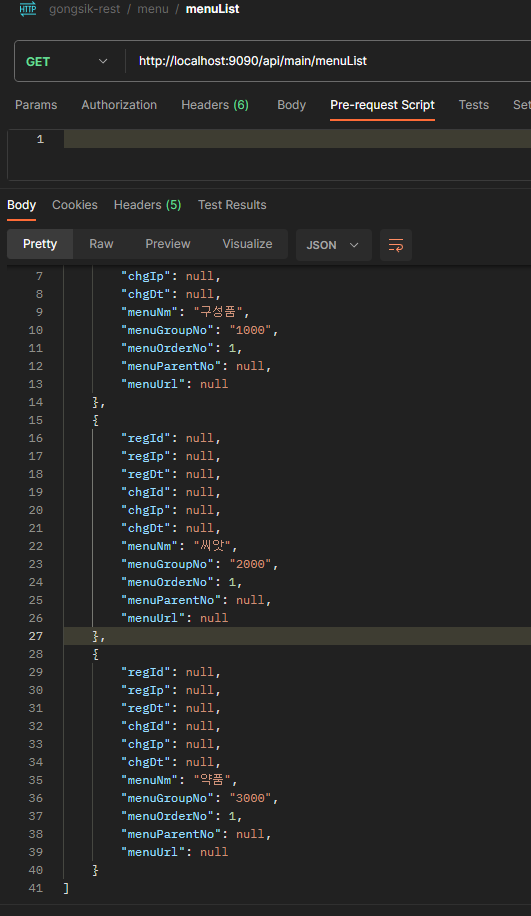 HTTP gongsik-rest / menu / menuList
GET http://localhost:9090/api/main/menuList
Params Authorization Headers (6) Body Pre-request Script Tests Set
1
Body Cookies Headers (5) Test Results
Pretty Raw Preview Visualize JSON
7 "chgIp": null,
8 "chgDt": null,
9 "menuNm": "구성품",
10 "menuGroupNo": "1000",
11 "menuOrderNo": 1,
12 "menuParentNo": null,
13 "menuUrl": null
14 },
15 {
16 "regId": null,
17 "regIp": null,
18 "regDt": null,
19 "chgId": null,
20 "chgIp": null,
21 "chgDt": null,
22 "menuNm": "씨앗",
23 "menuGroupNo": "2000",
24 "menuOrderNo": 1,
25 "menuParentNo": null,
26 "menuUrl": null
27 },
28 {
29 "regId": null,
30 "regIp": null,
31 "regDt": null,
32 "chgId": null,
33 "chgIp": null,
34 "chgDt": null,
35 "menuNm": "약품",
36 "menuGroupNo": "3000",
37 "menuOrderNo": 1,
38 "menuParentNo": null,
39 "menuUrl": null
40 }
41 ]